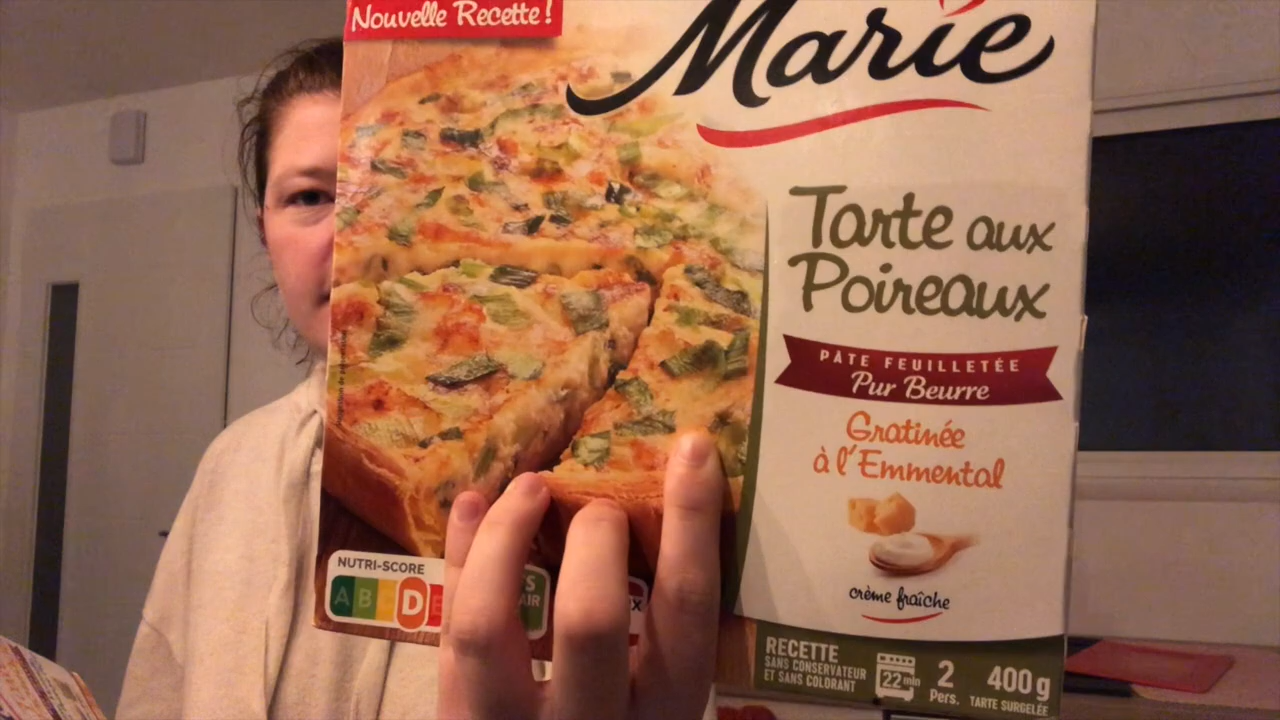 Nouvelle Recette!
Marie
Tarte aux
Poireaux
PÂTE FEUILLETÉE
Pur Beurre
Gratinée
à l'Emmental
crème fraîche
NUTRI-SCORE
A B D E
RECETTE
SANS CONSERVATEUR
ET SANS COLORANT
22 min
2
Pers.
400g
TARTE SURGELÉE